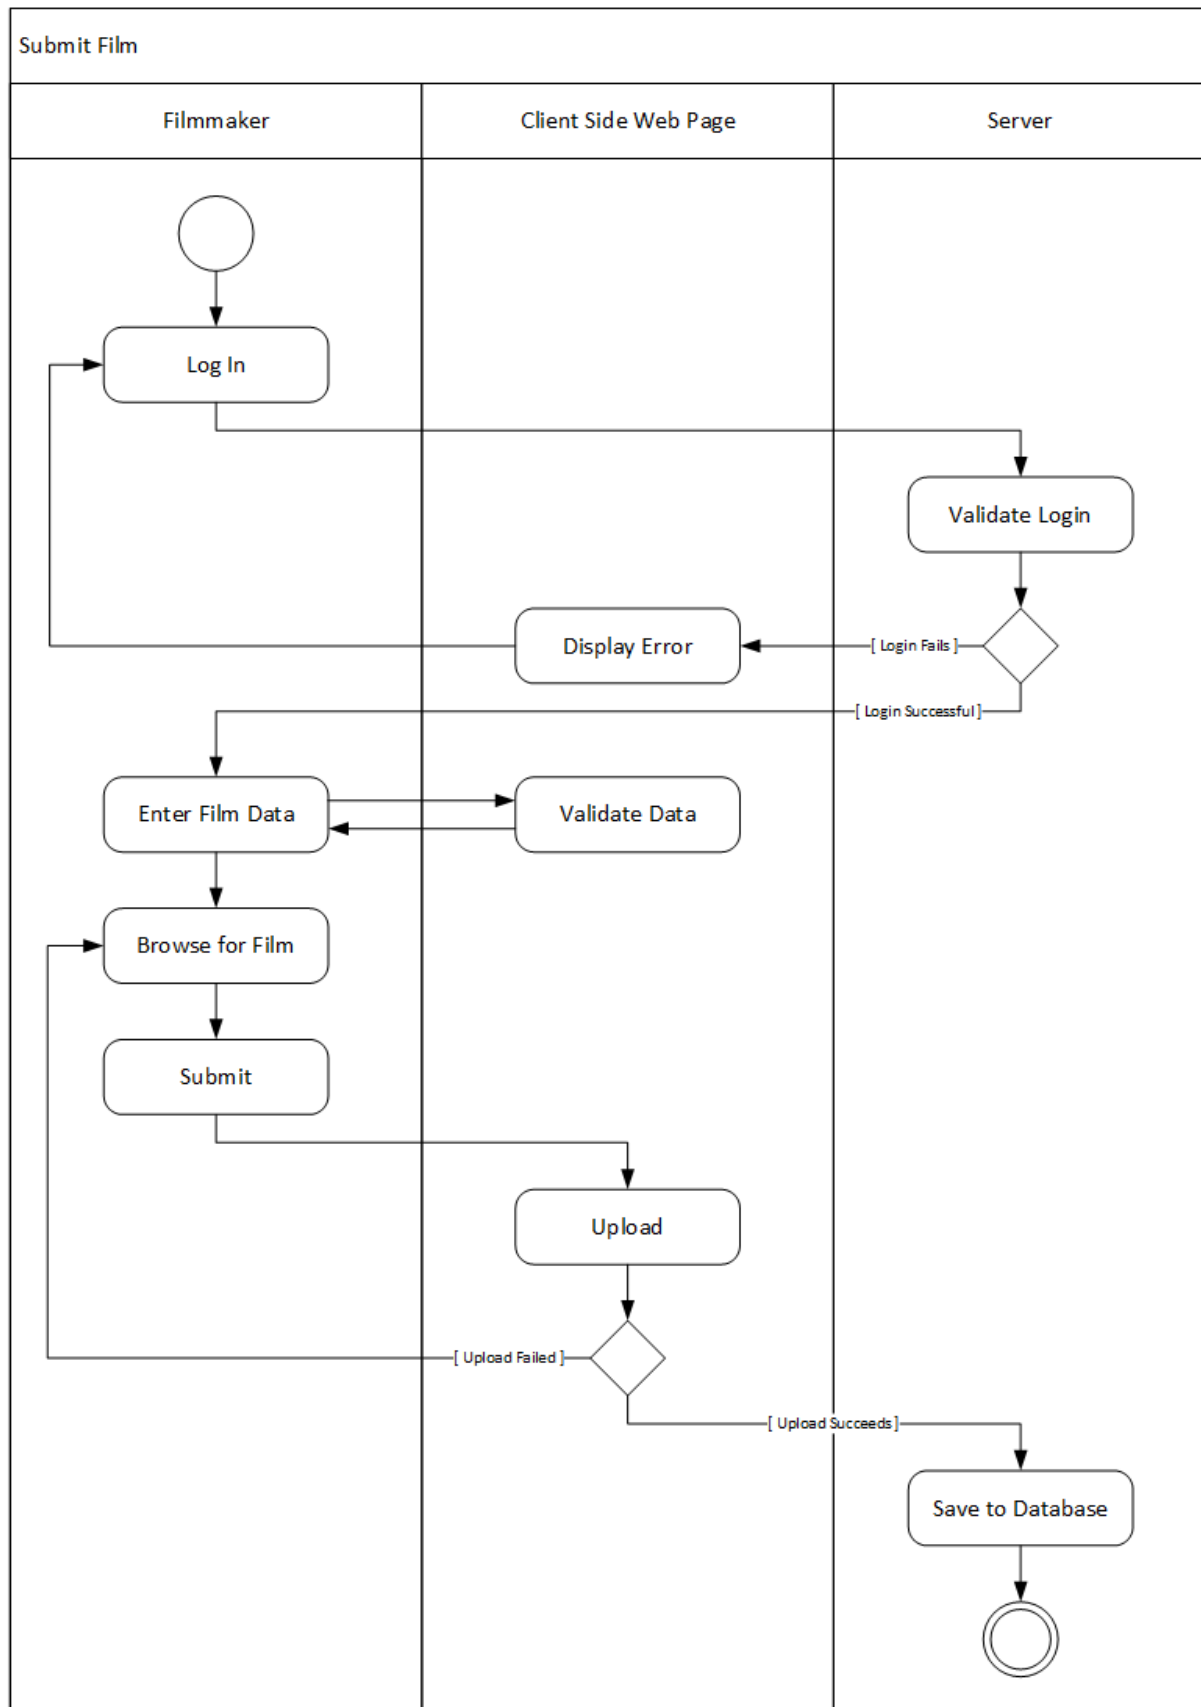 Submit Film
Filmmaker
Client Side Web Page
Server
Log In
Validate Login
Display Error
[ Login Fails ]
[ Login Successful ]
Enter Film Data
Validate Data
Browse for Film
Submit
Upload
[ Upload Failed ]
[ Upload Succeeds ]
Save to Database